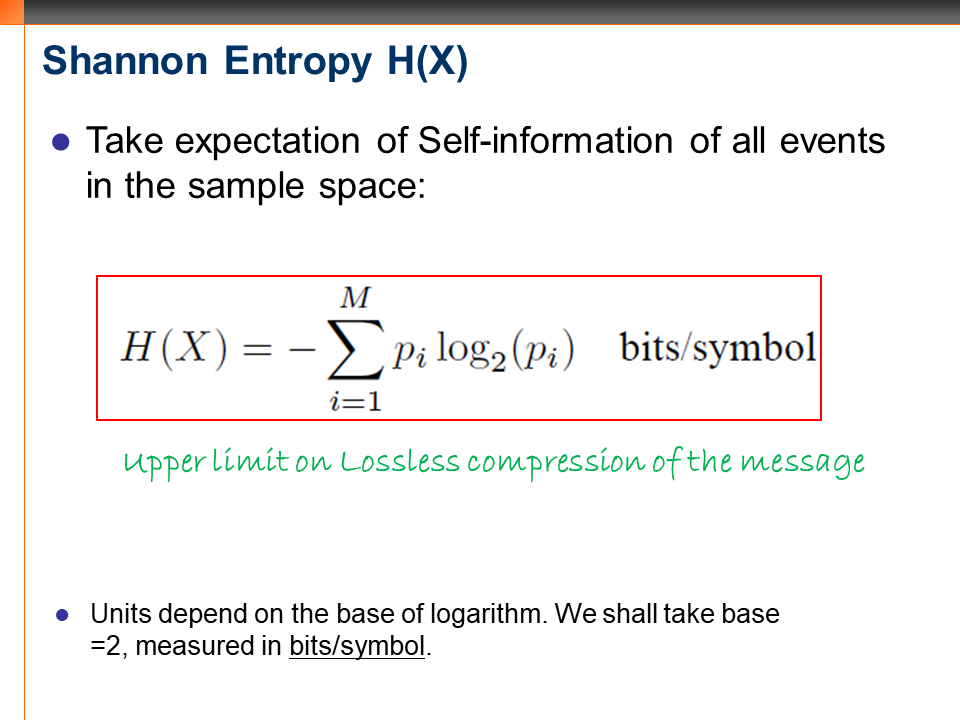 Shannon Entropy H(X)
● Take expectation of Self-information of all events
in the sample space:
H(X) = − ∑_{i=1}^{M} p_i log_2(p_i) bits/symbol
Upper limit on Lossless compression of the message
● Units depend on the base of logarithm. We shall take base
=2, measured in bits/symbol.